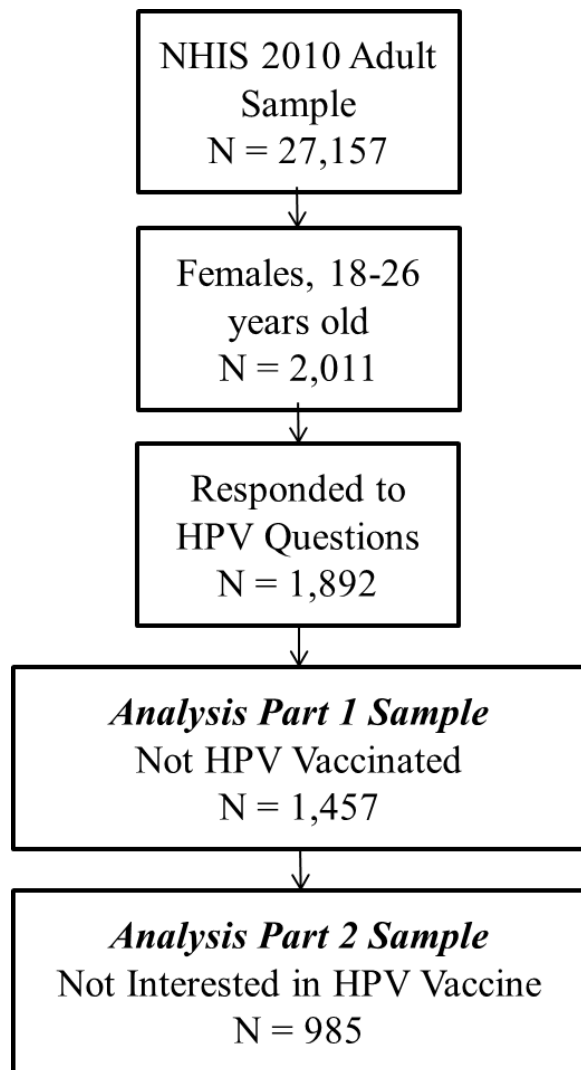 NHIS 2010 Adult
Sample
N = 27,157
Females, 18-26
years old
N = 2,011
Responded to
HPV Questions
N = 1,892
Analysis Part 1 Sample
Not HPV Vaccinated
N = 1,457
Analysis Part 2 Sample
Not Interested in HPV Vaccine
N = 985